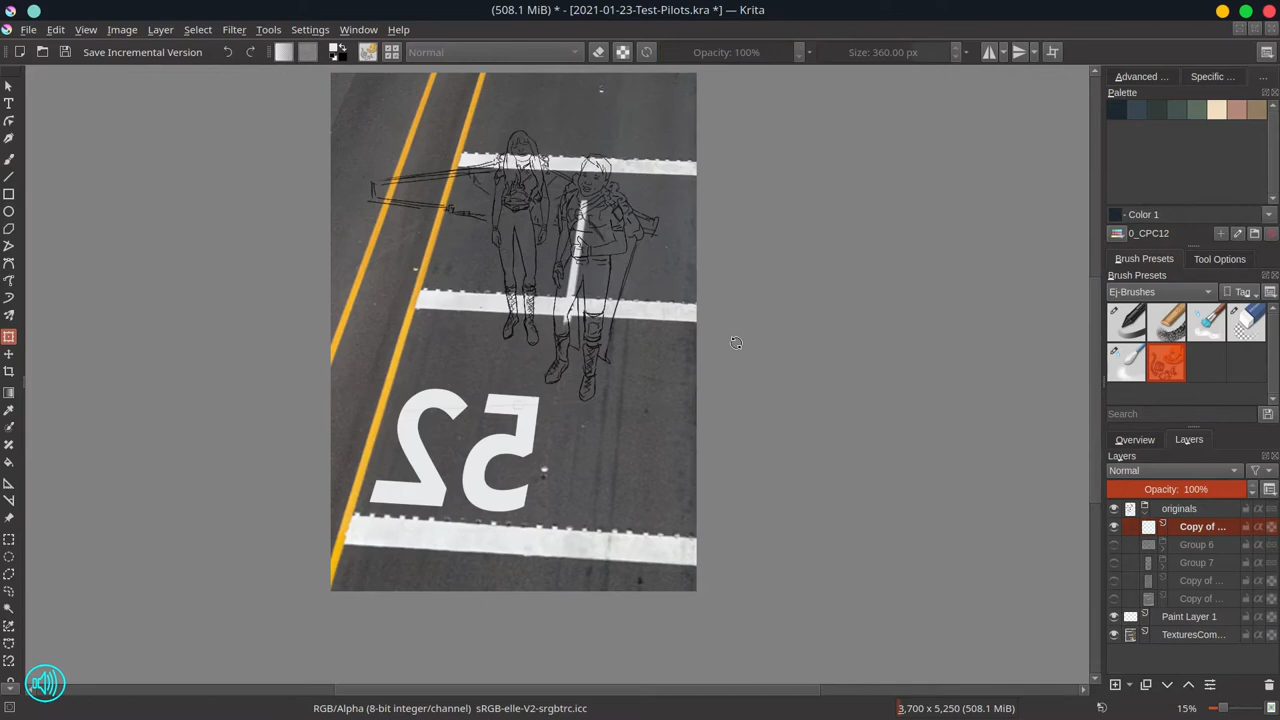 (508.1 MiB) * - [2021-01-23-Test-Pilots.kra *] — Krita
File Edit View Image Layer Select Filter Tools Settings Window Help
Save Incremental Version
Normal
Opacity: 100%
Size: 360.00 px
Advanced ...
Specific ...
...
Palette
- Color 1
0_CPC12
Brush Presets
Tool Options
Brush Presets
Ej-Brushes
Tag
Search
Overview
Layers
Layers
Normal
Opacity: 100%
originals
Copy of ...
Group 6
Group 7
Copy of ...
Copy of ...
Paint Layer 1
TexturesCom...
52
RGB/Alpha (8-bit integer/channel) sRGB-elle-V2-srgbtrc.icc
3,700 x 5,250 (508.1 MiB)
15%